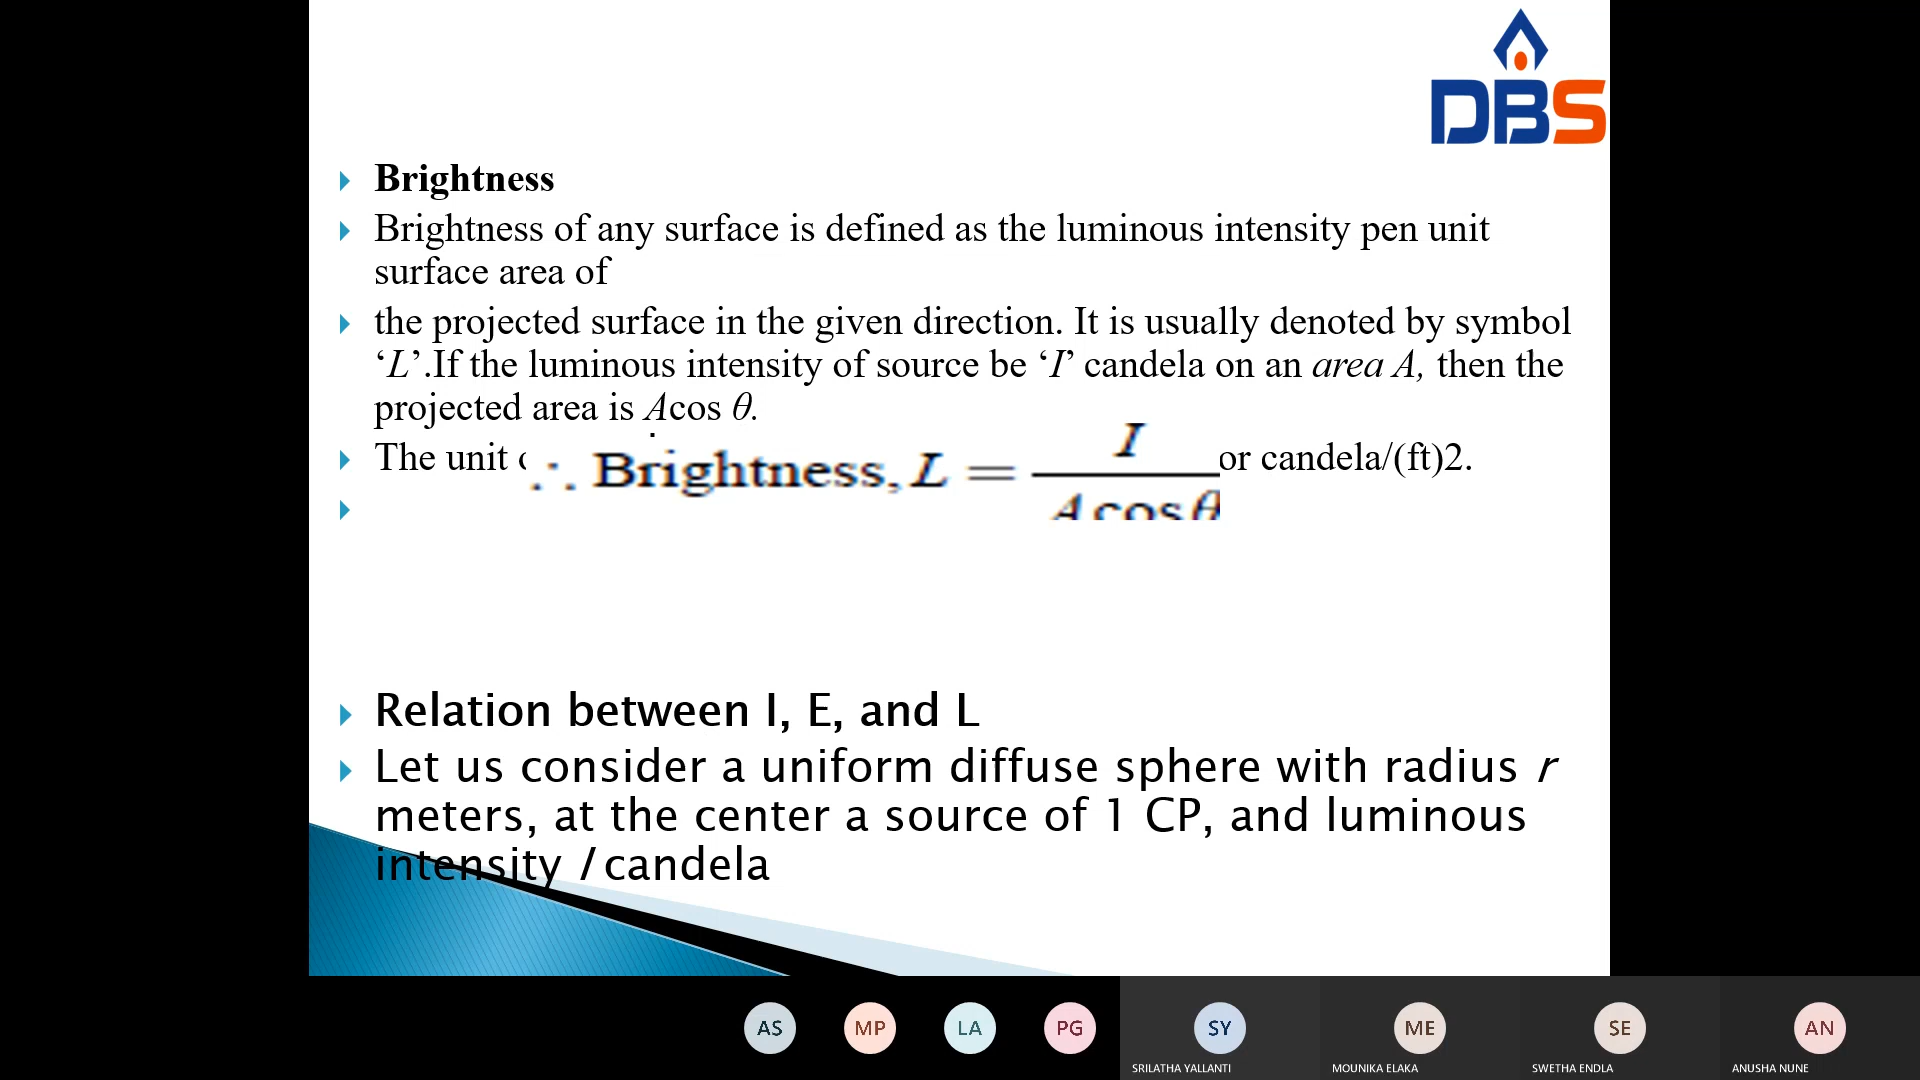 DBS
Brightness
Brightness of any surface is defined as the luminous intensity pen unit
surface area of
the projected surface in the given direction. It is usually denoted by symbol
‘L’.If the luminous intensity of source be ‘I’ candela on an area A, then the
projected area is Acos θ.
The unit or candela/(ft)2.
∴ Brightness, L = I / A cos θ
Relation between I, E, and L
Let us consider a uniform diffuse sphere with radius r
meters, at the center a source of 1 CP, and luminous
intensity I candela
AS MP LA PG SY ME SE AN
SRILATHA YALLANTI MOUNIKA ELAKA SWETHA ENDLA ANUSHA NUNE